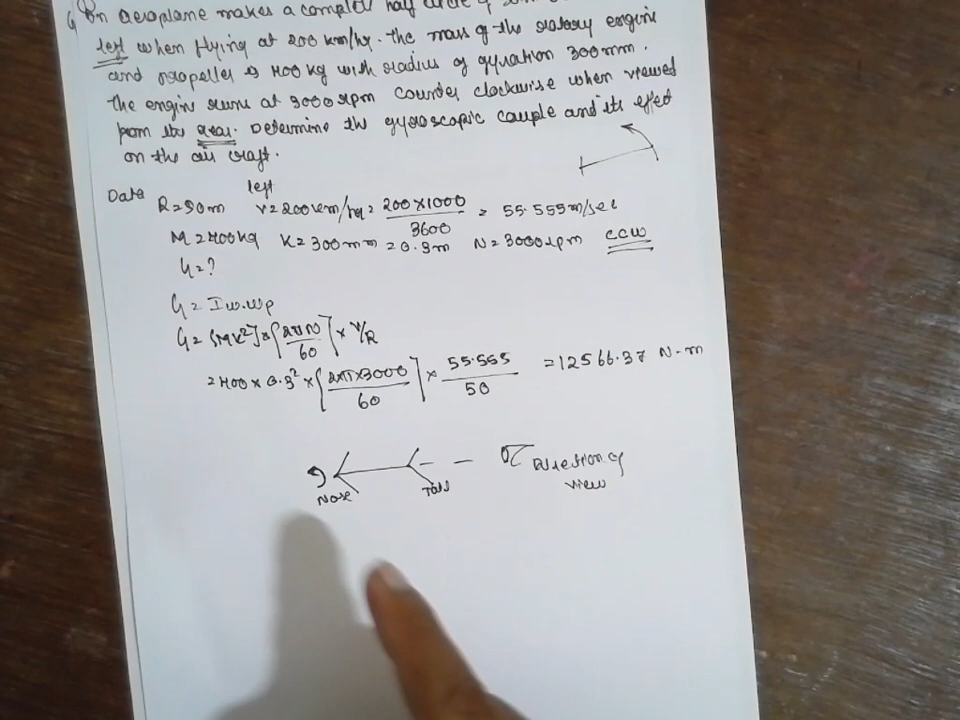 An aeroplane makes a complet half circle of
left when flying at 200 km/hr. the mass of the rotary engine
and propeller is 400 kg with radius of gyration 300 mm.
the engine runs at 3000 rpm counter clockwise when viewed
from its rear. Determine the gyroscopic couple and its effect
on the air craft.
Data
left
R = 50m V = 200 km/hr = 200 x 1000 / 3600 = 55.555 m/sec
M = 400 kg K = 300 mm = 0.3m N = 3000 rpm CCW
G = ?
G = Iω.ωp
G = [MK²] x [2πN / 60] x V/R
= 400 x 0.3² x [2π x 3000 / 60] x 55.555 / 50 = 12566.37 N-m
Nose Tail Direction of
view